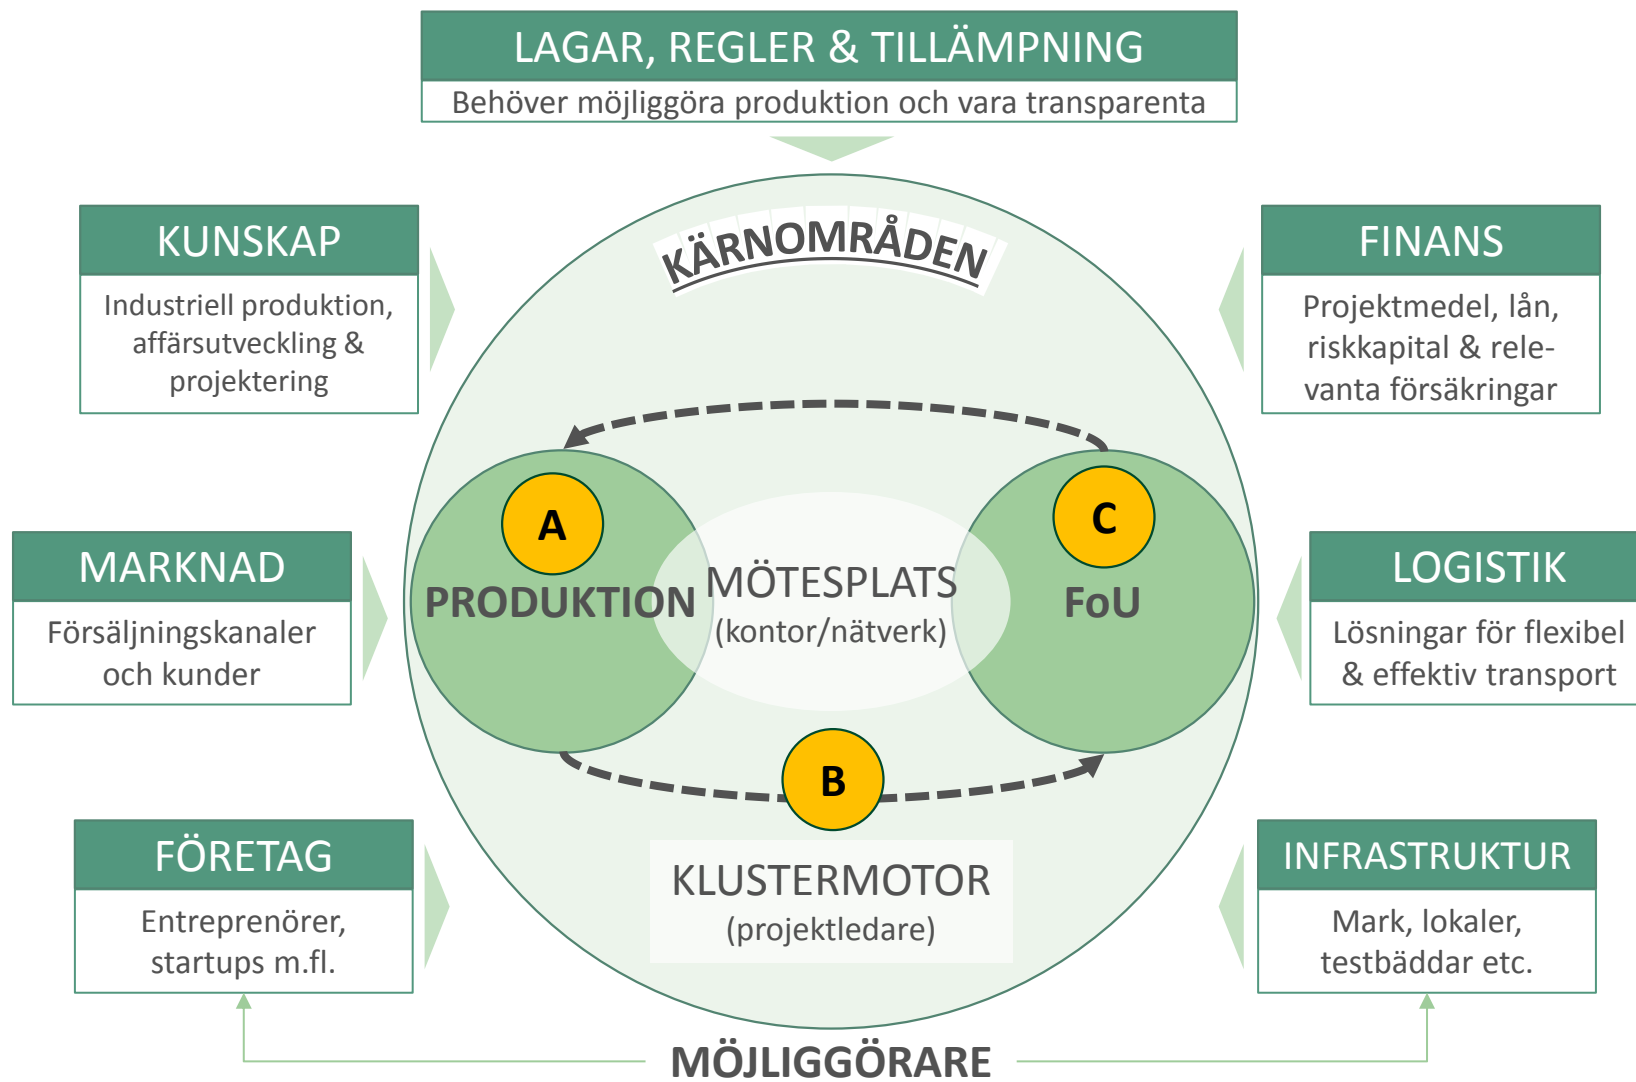 LAGAR, REGLER & TILLÄMPNING
Behöver möjliggöra produktion och vara transparenta
KÄRNOMRÅDEN
KUNSKAP
Industriell produktion,
affärsutveckling &
projektering
FINANS
Projektmedel, lån,
riskkapital & rele-
vanta försäkringar
MARKNAD
Försäljningskanaler
och kunder
A
PRODUKTION
MÖTESPLATS
(kontor/nätverk)
C
FoU
LOGISTIK
Lösningar för flexibel
& effektiv transport
B
KLUSTERMOTOR
(projektledare)
FÖRETAG
Entreprenörer,
startups m.fl.
INFRASTRUKTUR
Mark, lokaler,
testbäddar etc.
MÖJLIGGÖRARE